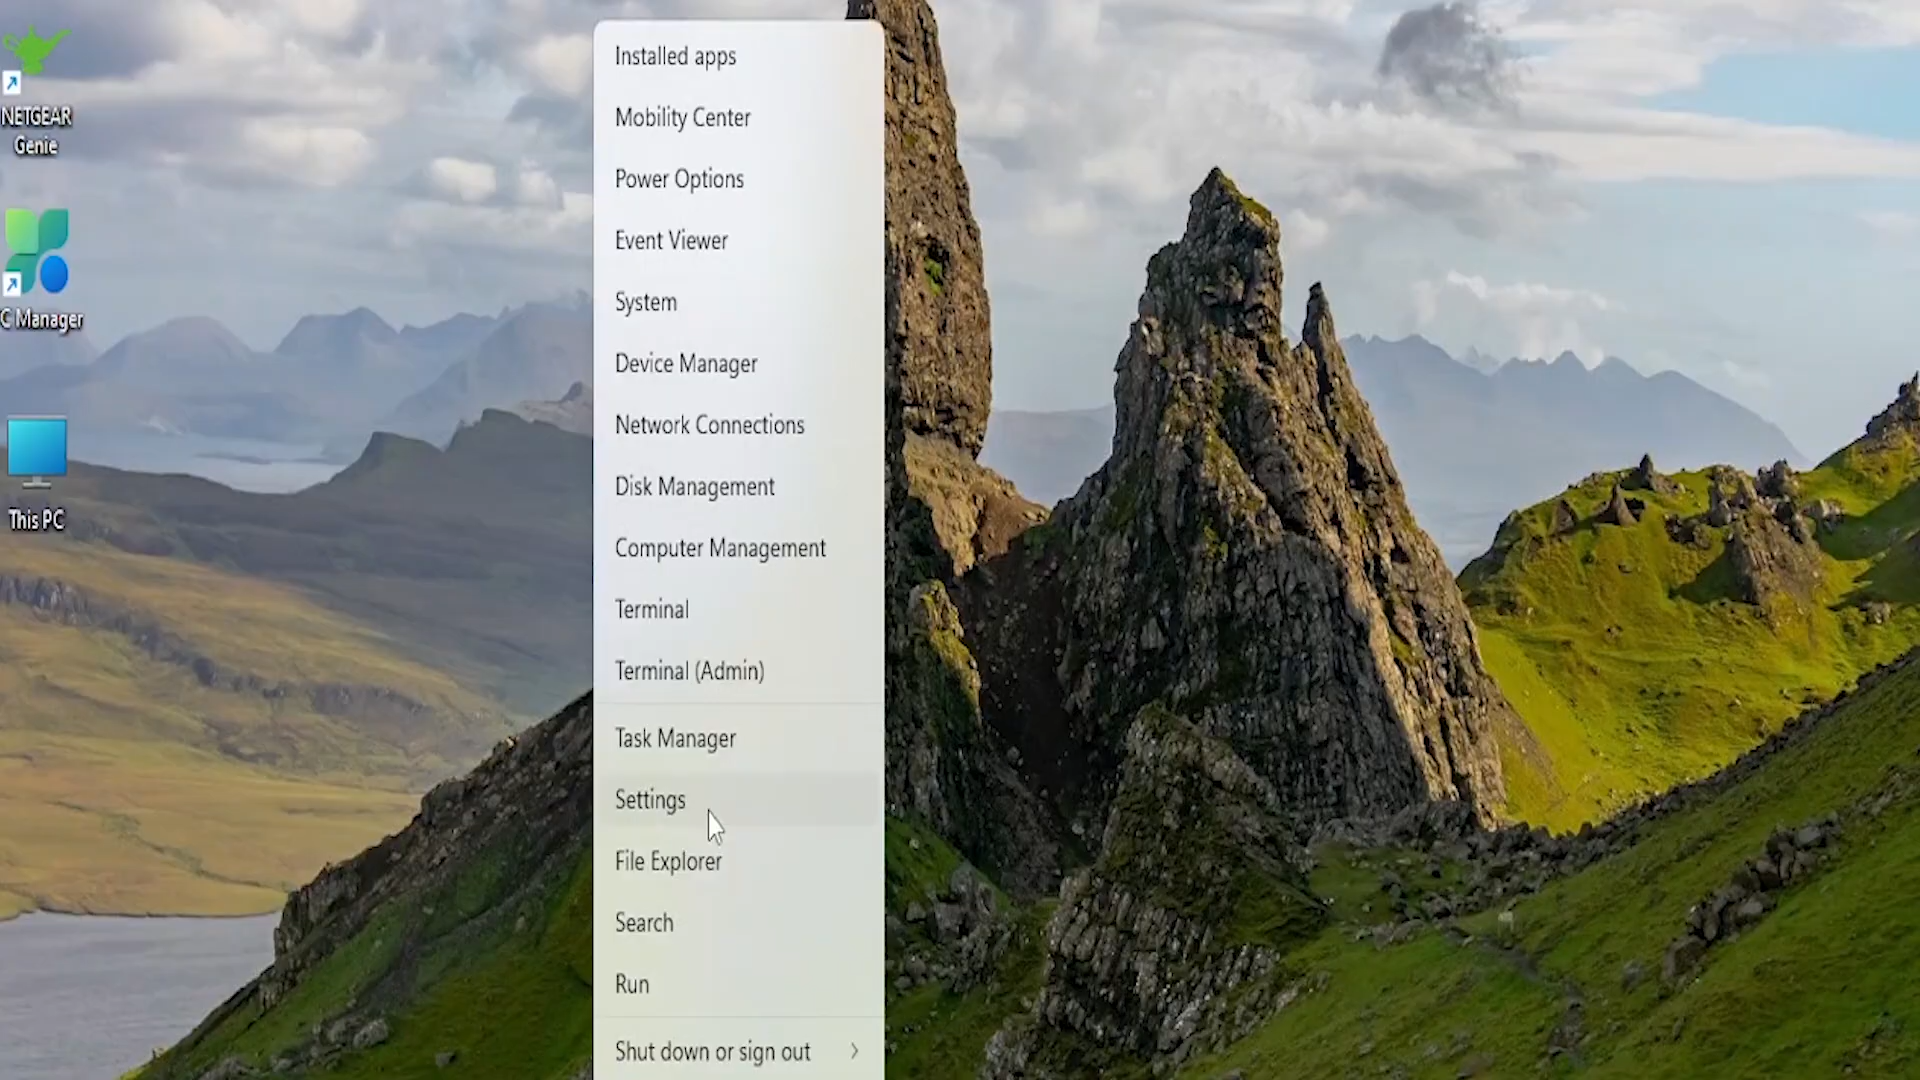 NETGEAR
Genie
C Manager
This PC
Installed apps
Mobility Center
Power Options
Event Viewer
System
Device Manager
Network Connections
Disk Management
Computer Management
Terminal
Terminal (Admin)
Task Manager
Settings
File Explorer
Search
Run
Shut down or sign out